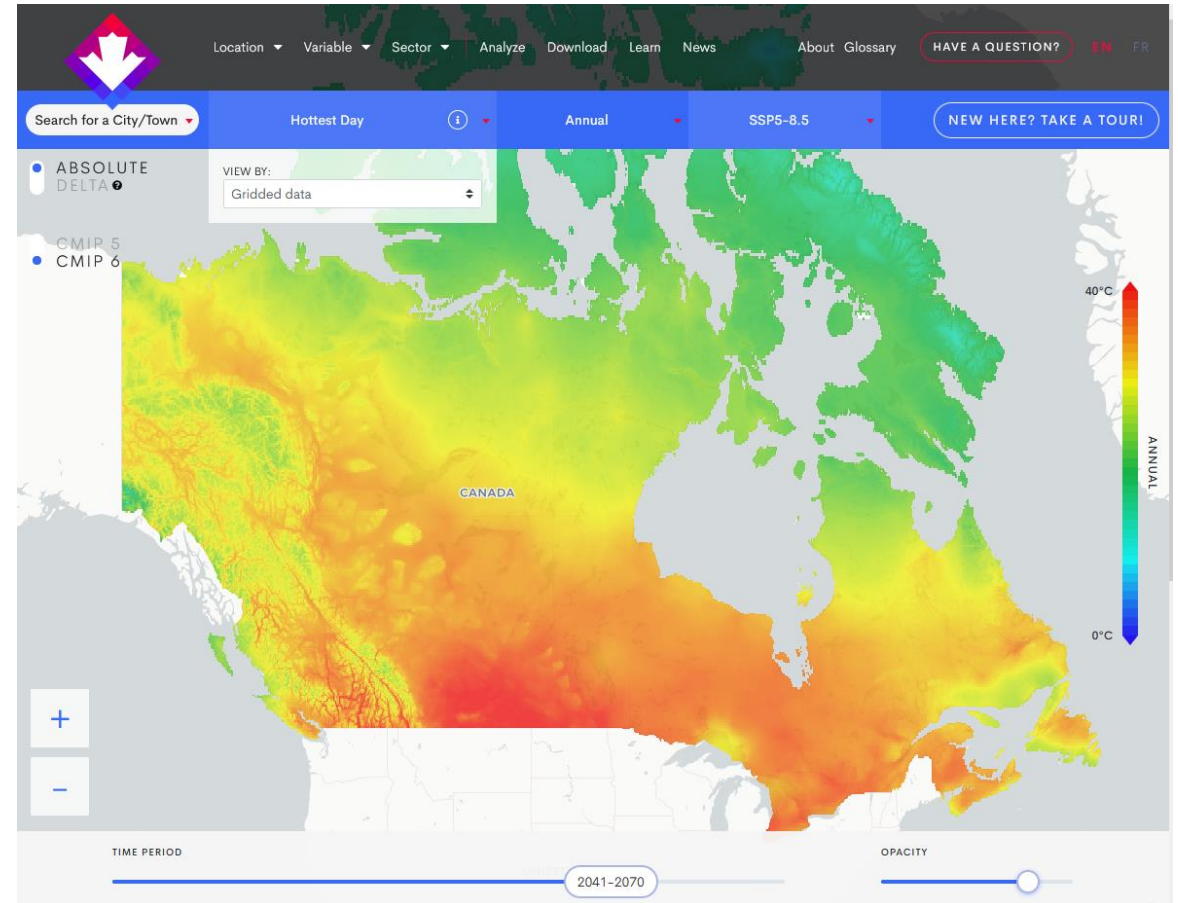 Location Variable Sector Analyze Download Learn News About Glossary HAVE A QUESTION? EN FR
Search for a City/Town Hottest Day i Annual SSP5-8.5 NEW HERE? TAKE A TOUR!
ABSOLUTE
DELTA ?
VIEW BY:
Gridded data
CMIP 5
CMIP 6
40°C
ANNUAL
CANADA
0°C
+
−
TIME PERIOD
OPACITY
2041-2070